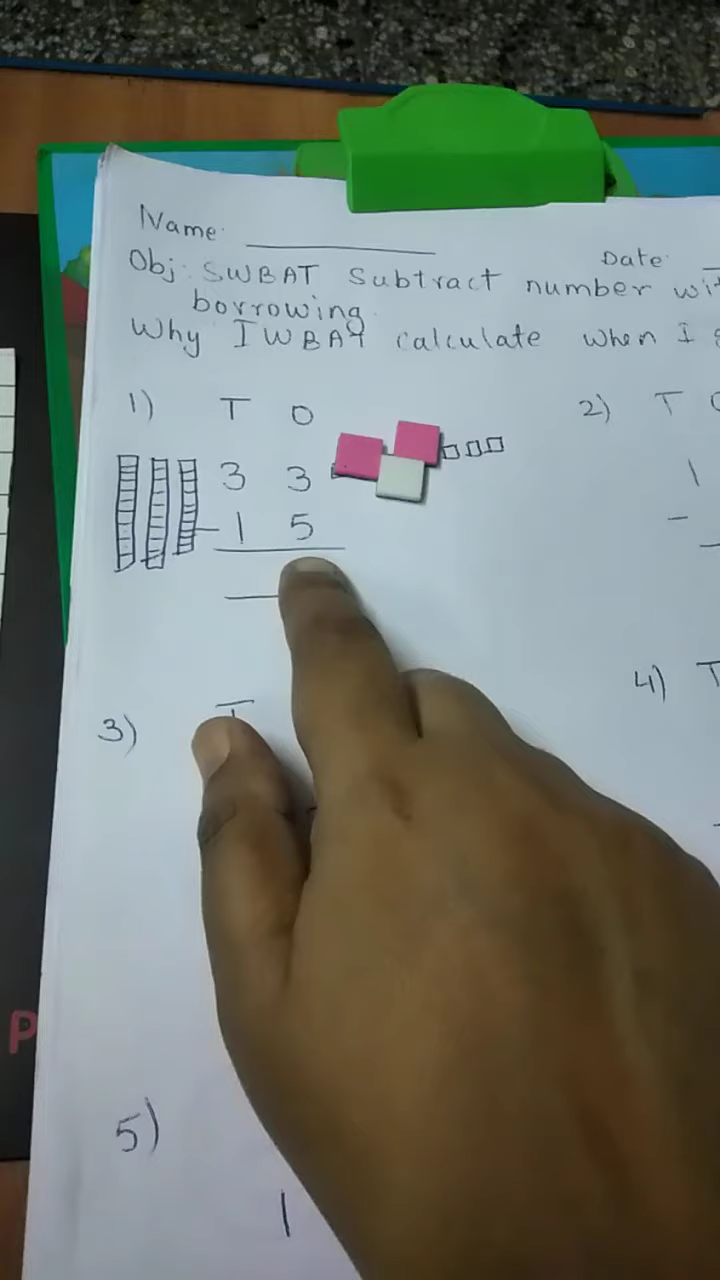 Name:
Date:
Obj: SWBAT Subtract number wit
borrowing
Why IWBAT calculate when I
1) T O
3 3
- 1 5
2) T O
1
-
3) T
4) T
5)
1
P